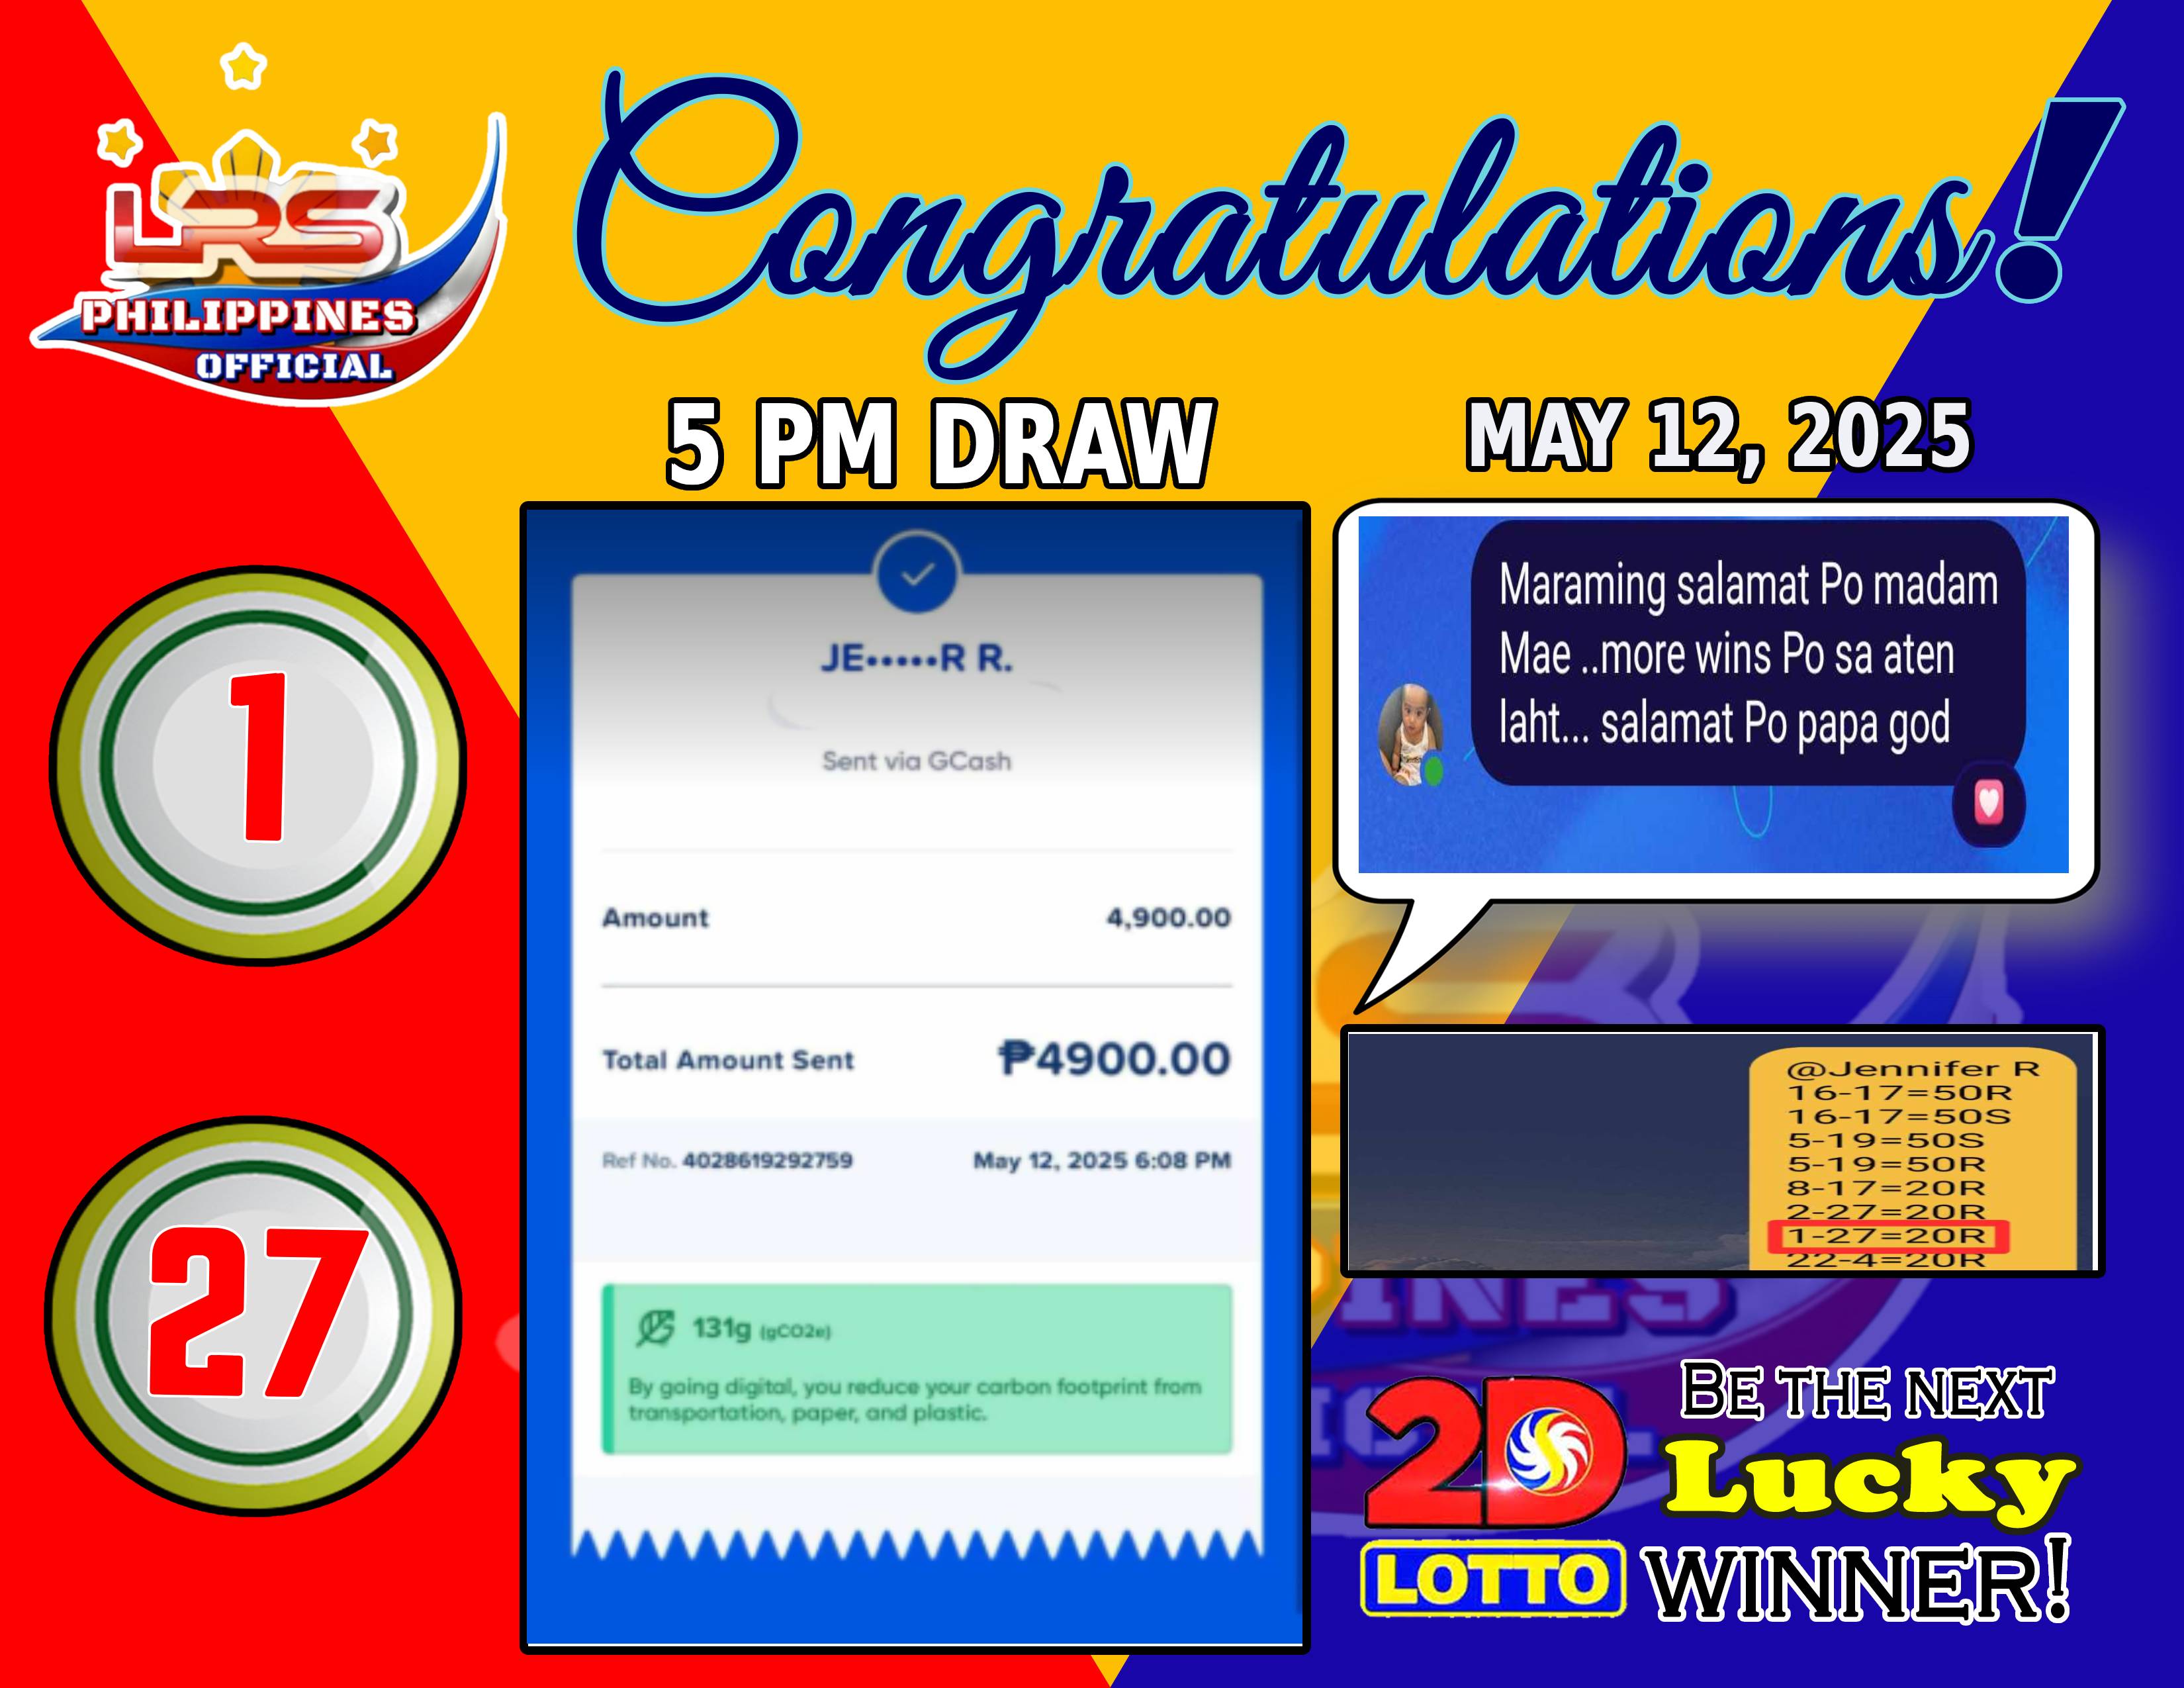 LRS
PHILIPPINES
OFFICIAL
Congratulations!
5 PM DRAW
MAY 12, 2025
1
27
JE•••••R R.
Sent via GCash
Amount 4,900.00
Total Amount Sent ₱4900.00
Ref No. 4028619292759 May 12, 2025 6:08 PM
131g (gCO2e)
By going digital, you reduce your carbon footprint from
transportation, paper, and plastic.
Maraming salamat Po madam
Mae ..more wins Po sa aten
laht... salamat Po papa god
@Jennifer R
16-17=50R
16-17=50S
5-19=50S
5-19=50R
8-17=20R
2-27=20R
1-27=20R
22-4=20R
2D
LOTTO
BE THE NEXT
Lucky
WINNER!